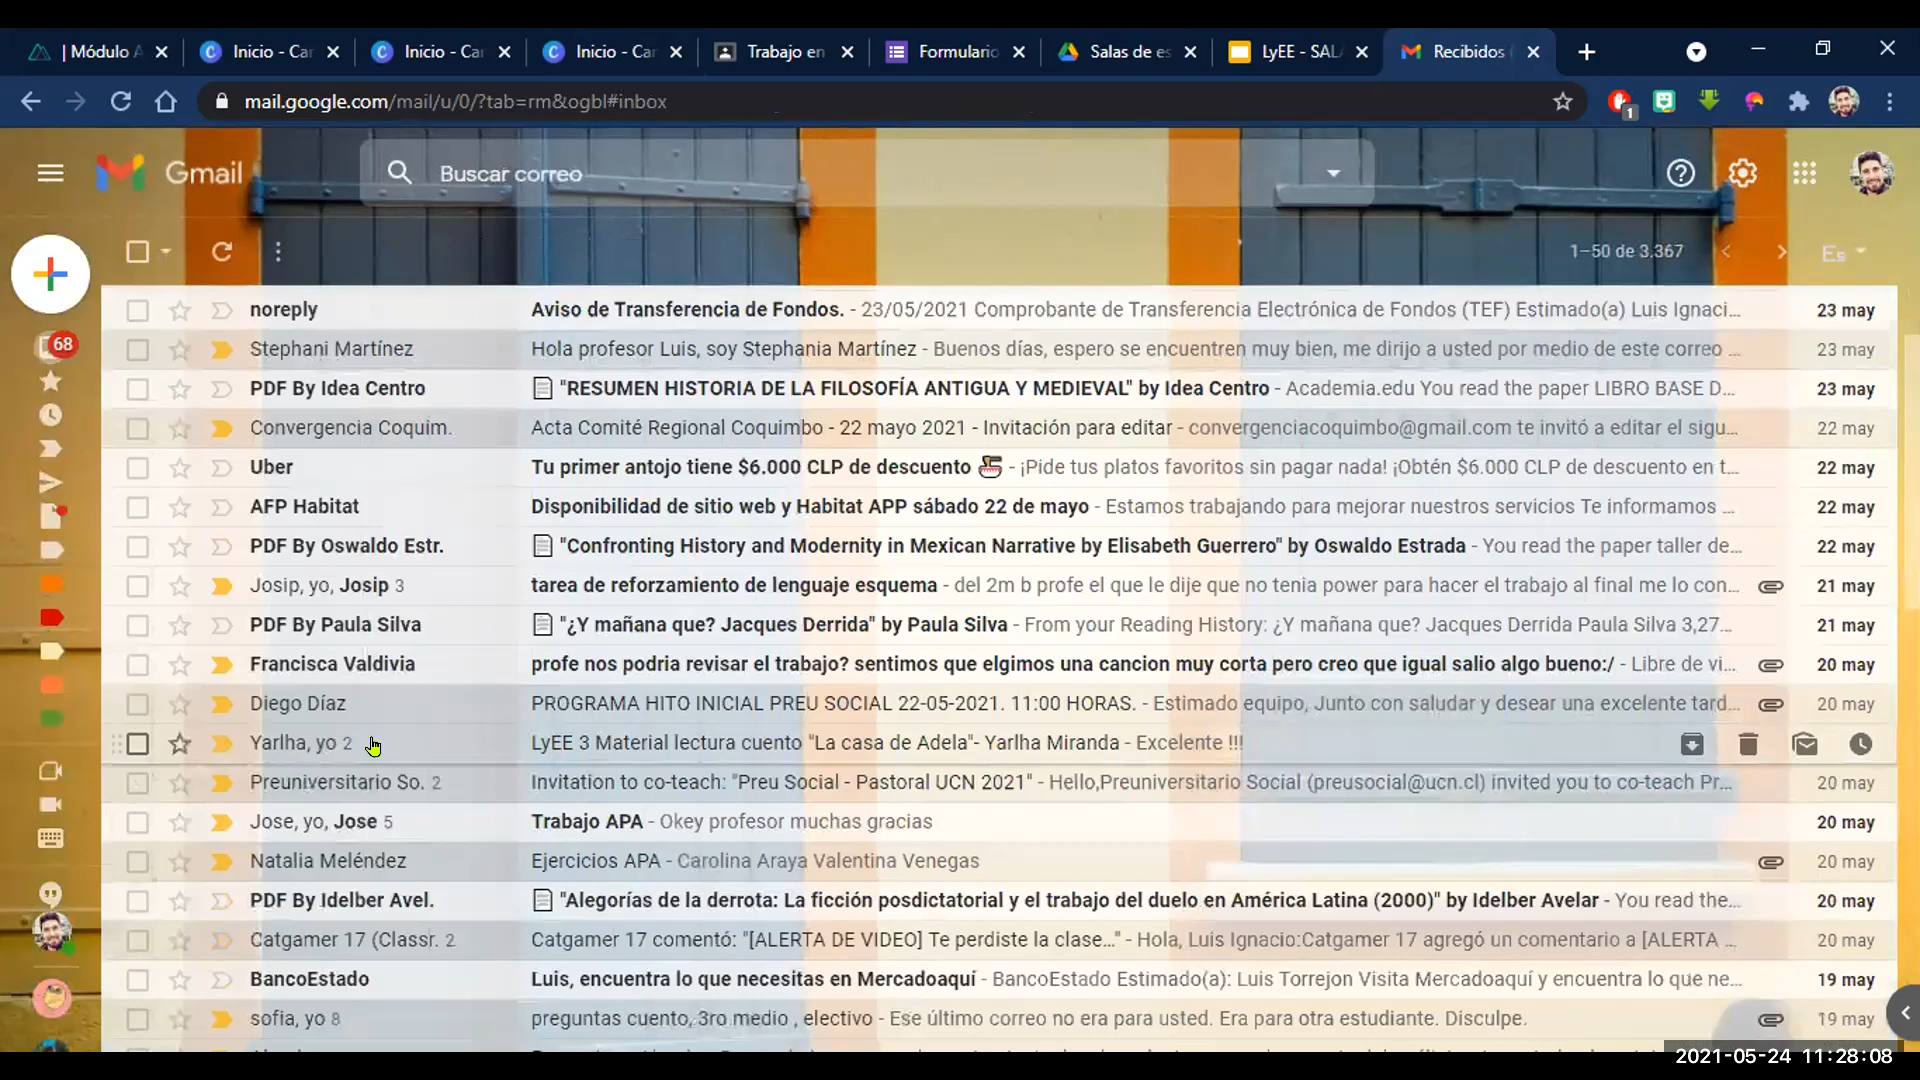 | Módulo A
Inicio - Car
Inicio - Car
Inicio - Car
Trabajo en
Formulario
Salas de es
LyEE - SAL
Recibidos
mail.google.com/mail/u/0/?tab=rm&ogbl#inbox
1
Gmail
Buscar correo
1–50 de 3.367
Es
68
noreply Aviso de Transferencia de Fondos. - 23/05/2021 Comprobante de Transferencia Electrónica de Fondos (TEF) Estimado(a) Luis Ignaci... 23 may
Stephani Martínez Hola profesor Luis, soy Stephania Martínez - Buenos días, espero se encuentren muy bien, me dirijo a usted por medio de este correo ... 23 may
PDF By Idea Centro "RESUMEN HISTORIA DE LA FILOSOFÍA ANTIGUA Y MEDIEVAL" by Idea Centro - Academia.edu You read the paper LIBRO BASE D... 23 may
Convergencia Coquim. Acta Comité Regional Coquimbo - 22 mayo 2021 - Invitación para editar - convergenciacoquimbo@gmail.com te invitó a editar el sigu... 22 may
Uber Tu primer antojo tiene $6.000 CLP de descuento - ¡Pide tus platos favoritos sin pagar nada! ¡Obtén $6.000 CLP de descuento en t... 22 may
AFP Habitat Disponibilidad de sitio web y Habitat APP sábado 22 de mayo - Estamos trabajando para mejorar nuestros servicios Te informamos ... 22 may
PDF By Oswaldo Estr. "Confronting History and Modernity in Mexican Narrative by Elisabeth Guerrero" by Oswaldo Estrada - You read the paper taller de... 22 may
Josip, yo, Josip 3 tarea de reforzamiento de lenguaje esquema - del 2m b profe el que le dije que no tenia power para hacer el trabajo al final me lo con... 21 may
PDF By Paula Silva "¿Y mañana que? Jacques Derrida" by Paula Silva - From your Reading History: ¿Y mañana que? Jacques Derrida Paula Silva 3,27... 21 may
Francisca Valdivia profe nos podria revisar el trabajo? sentimos que elgimos una cancion muy corta pero creo que igual salio algo bueno:/ - Libre de vi... 20 may
Diego Díaz PROGRAMA HITO INICIAL PREU SOCIAL 22-05-2021. 11:00 HORAS. - Estimado equipo, Junto con saludar y desear una excelente tard... 20 may
Yarlha, yo 2 LyEE 3 Material lectura cuento "La casa de Adela"- Yarlha Miranda - Excelente !!!
Preuniversitario So. 2 Invitation to co-teach: "Preu Social - Pastoral UCN 2021" - Hello,Preuniversitario Social (preusocial@ucn.cl) invited you to co-teach Pr... 20 may
Jose, yo, Jose 5 Trabajo APA - Okey profesor muchas gracias 20 may
Natalia Meléndez Ejercicios APA - Carolina Araya Valentina Venegas 20 may
PDF By Idelber Avel. "Alegorías de la derrota: La ficción posdictatorial y el trabajo del duelo en América Latina (2000)" by Idelber Avelar - You read the... 20 may
Catgamer 17 (Classr. 2 Catgamer 17 comentó: "[ALERTA DE VIDEO] Te perdiste la clase..." - Hola, Luis Ignacio:Catgamer 17 agregó un comentario a [ALERTA ... 20 may
BancoEstado Luis, encuentra lo que necesitas en Mercadoaquí - BancoEstado Estimado(a): Luis Torrejon Visita Mercadoaquí y encuentra lo que ne... 19 may
sofia, yo 8 preguntas cuento, 3ro medio , electivo - Ese último correo no era para usted. Era para otra estudiante. Disculpe. 19 may
2021-05-24 11:28:08